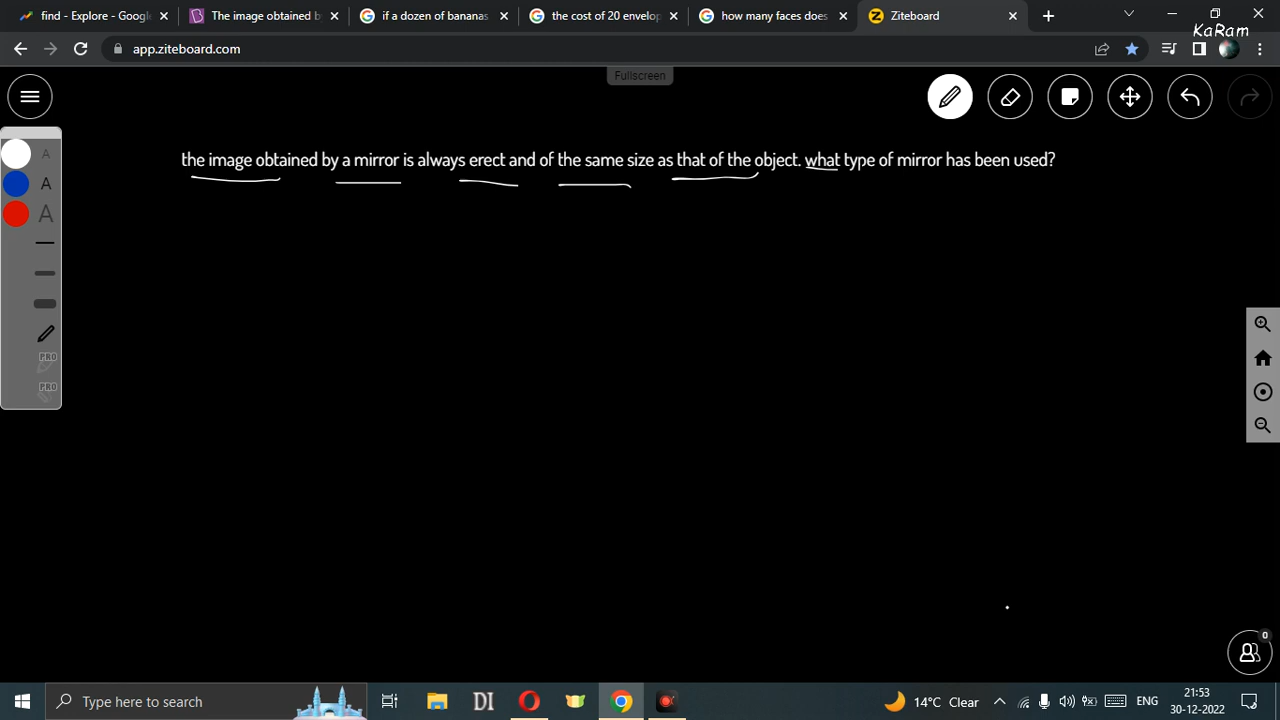 find - Explore - Google
The image obtained by
if a dozen of bananas
the cost of 20 envelop
how many faces does
Ziteboard
KaRam
app.ziteboard.com
Fullscreen
A
A
A
the image obtained by a mirror is always erect and of the same size as that of the object. what type of mirror has been used?
PRO
PRO
0
Type here to search
DI
14°C Clear
ENG
21:53
30-12-2022